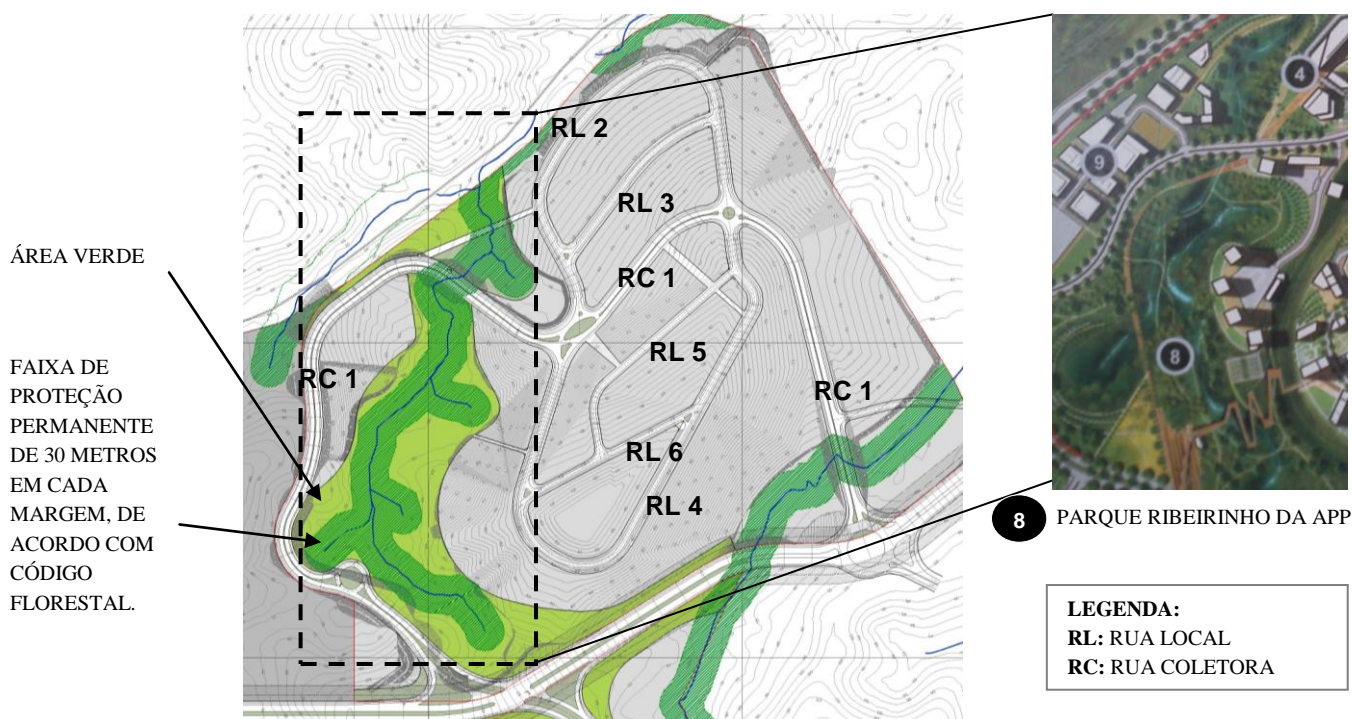 ÁREA VERDE
FAIXA DE
PROTEÇÃO
PERMANENTE
DE 30 METROS
EM CADA
MARGEM, DE
ACORDO COM
CÓDIGO
FLORESTAL.
RL 2
RL 3
RC 1
RL 5
RC 1
RC 1
RL 6
RL 4
4
9
8
8 PARQUE RIBEIRINHO DA APP
LEGENDA:
RL: RUA LOCAL
RC: RUA COLETORA